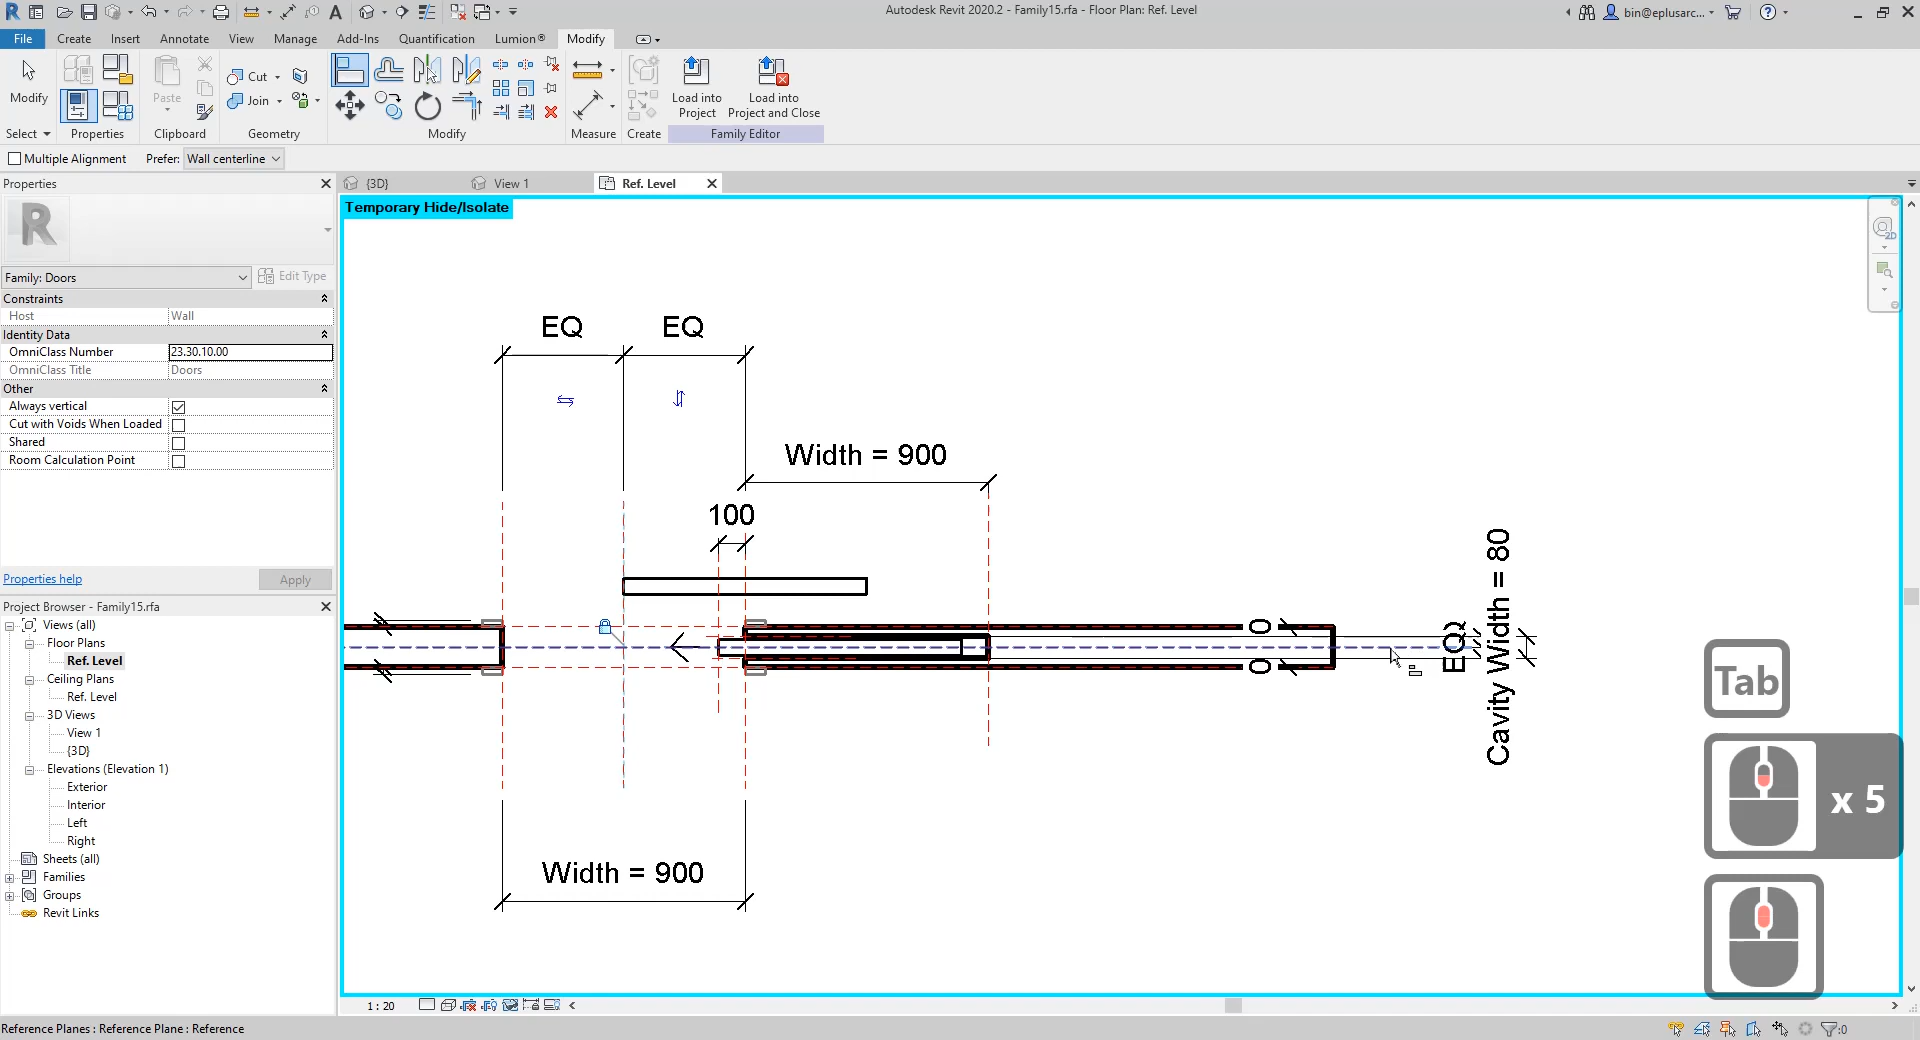 Autodesk Revit 2020.2 - Family15.rfa - Floor Plan: Ref. Level
bin@eplusarc...
File Create Insert Annotate View Manage Add-Ins Quantification Lumion® Modify
Modify
Paste
Cut
Join
Load into Project
Load into Project and Close
Select Properties Clipboard Geometry Modify Measure Create Family Editor
Multiple Alignment Prefer: Wall centerline
Properties
{3D}
View 1
Ref. Level
Temporary Hide/Isolate
R
Family: Doors
Edit Type
Constraints
Host Wall
Identity Data
OmniClass Number 23.30.10.00
OmniClass Title Doors
Other
Always vertical
Cut with Voids When Loaded
Shared
Room Calculation Point
Properties help
Apply
Project Browser - Family15.rfa
Views (all)
Floor Plans
Ref. Level
Ceiling Plans
Ref. Level
3D Views
View 1
{3D}
Elevations (Elevation 1)
Exterior
Interior
Left
Right
Sheets (all)
Families
Groups
Revit Links
EQ EQ
Width = 900
100
0
0
EQ
Cavity Width = 80
Width = 900
Tab
x 5
1 : 20
Reference Planes : Reference Plane : Reference
:0